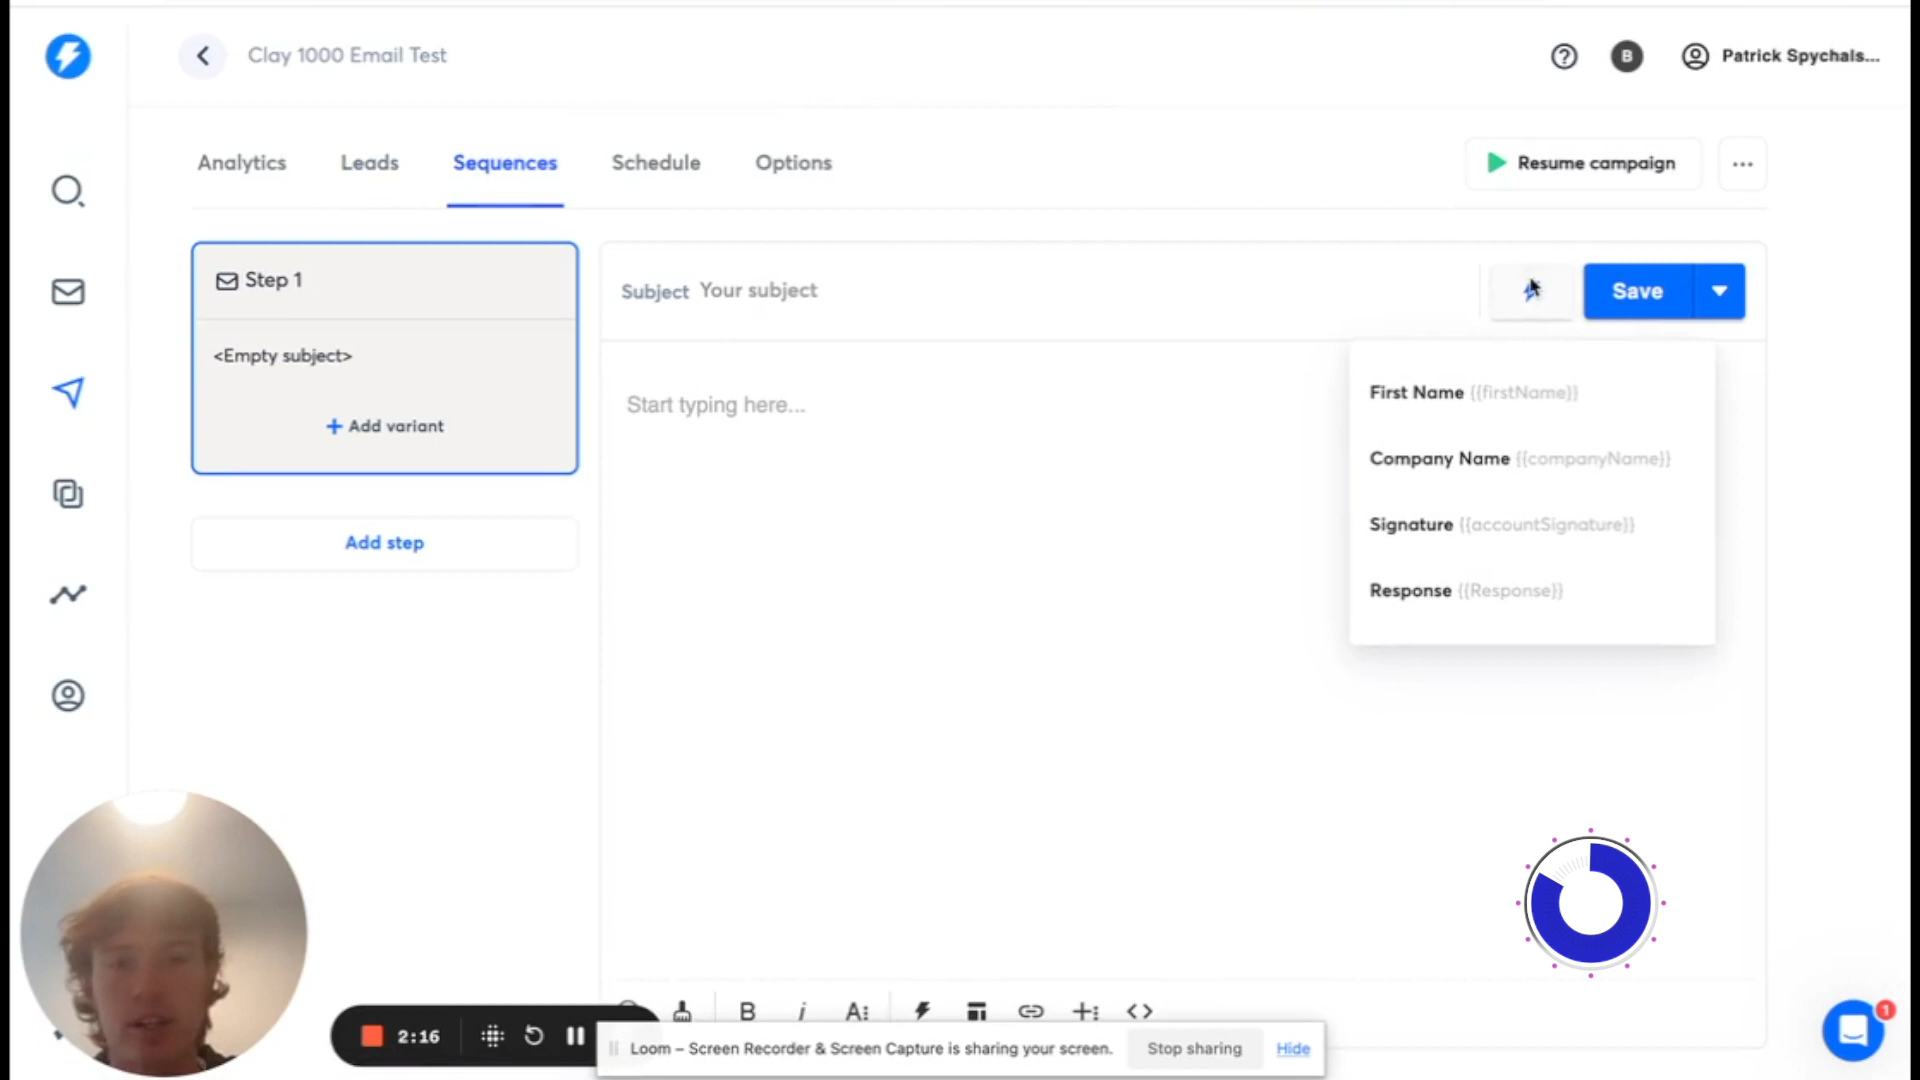 Clay 1000 Email Test
B
Patrick Spychals...
Analytics
Leads
Sequences
Schedule
Options
Resume campaign
Step 1
<Empty subject>
Add variant
Add step
Subject
Your subject
Save
Start typing here...
First Name {{firstName}}
Company Name {{companyName}}
Signature {{accountSignature}}
Response {{Response}}
2:16
Loom – Screen Recorder & Screen Capture is sharing your screen.
Stop sharing
Hide
1